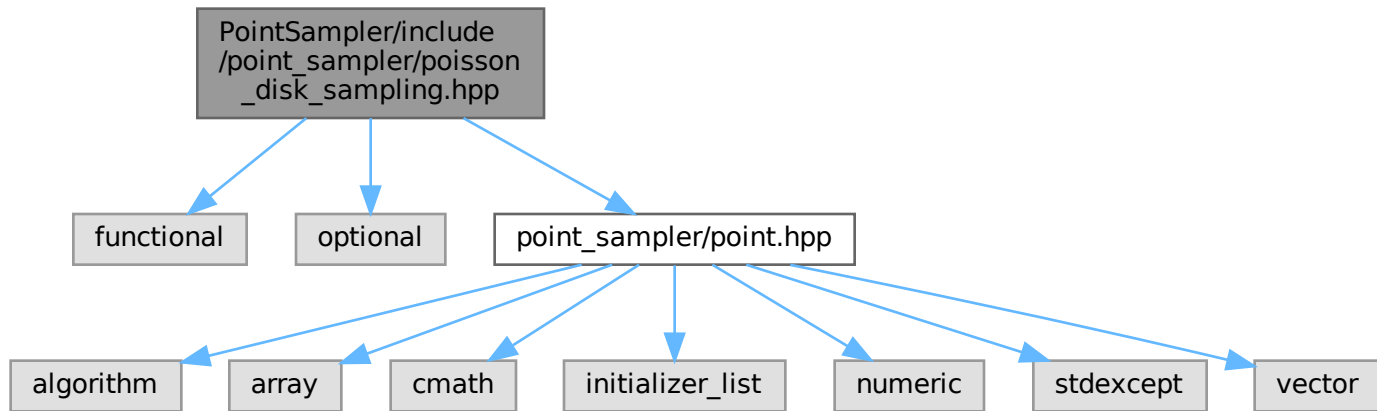 PointSampler/include
/point_sampler/poisson
_disk_sampling.hpp
functional
optional
point_sampler/point.hpp
algorithm
array
cmath
initializer_list
numeric
stdexcept
vector